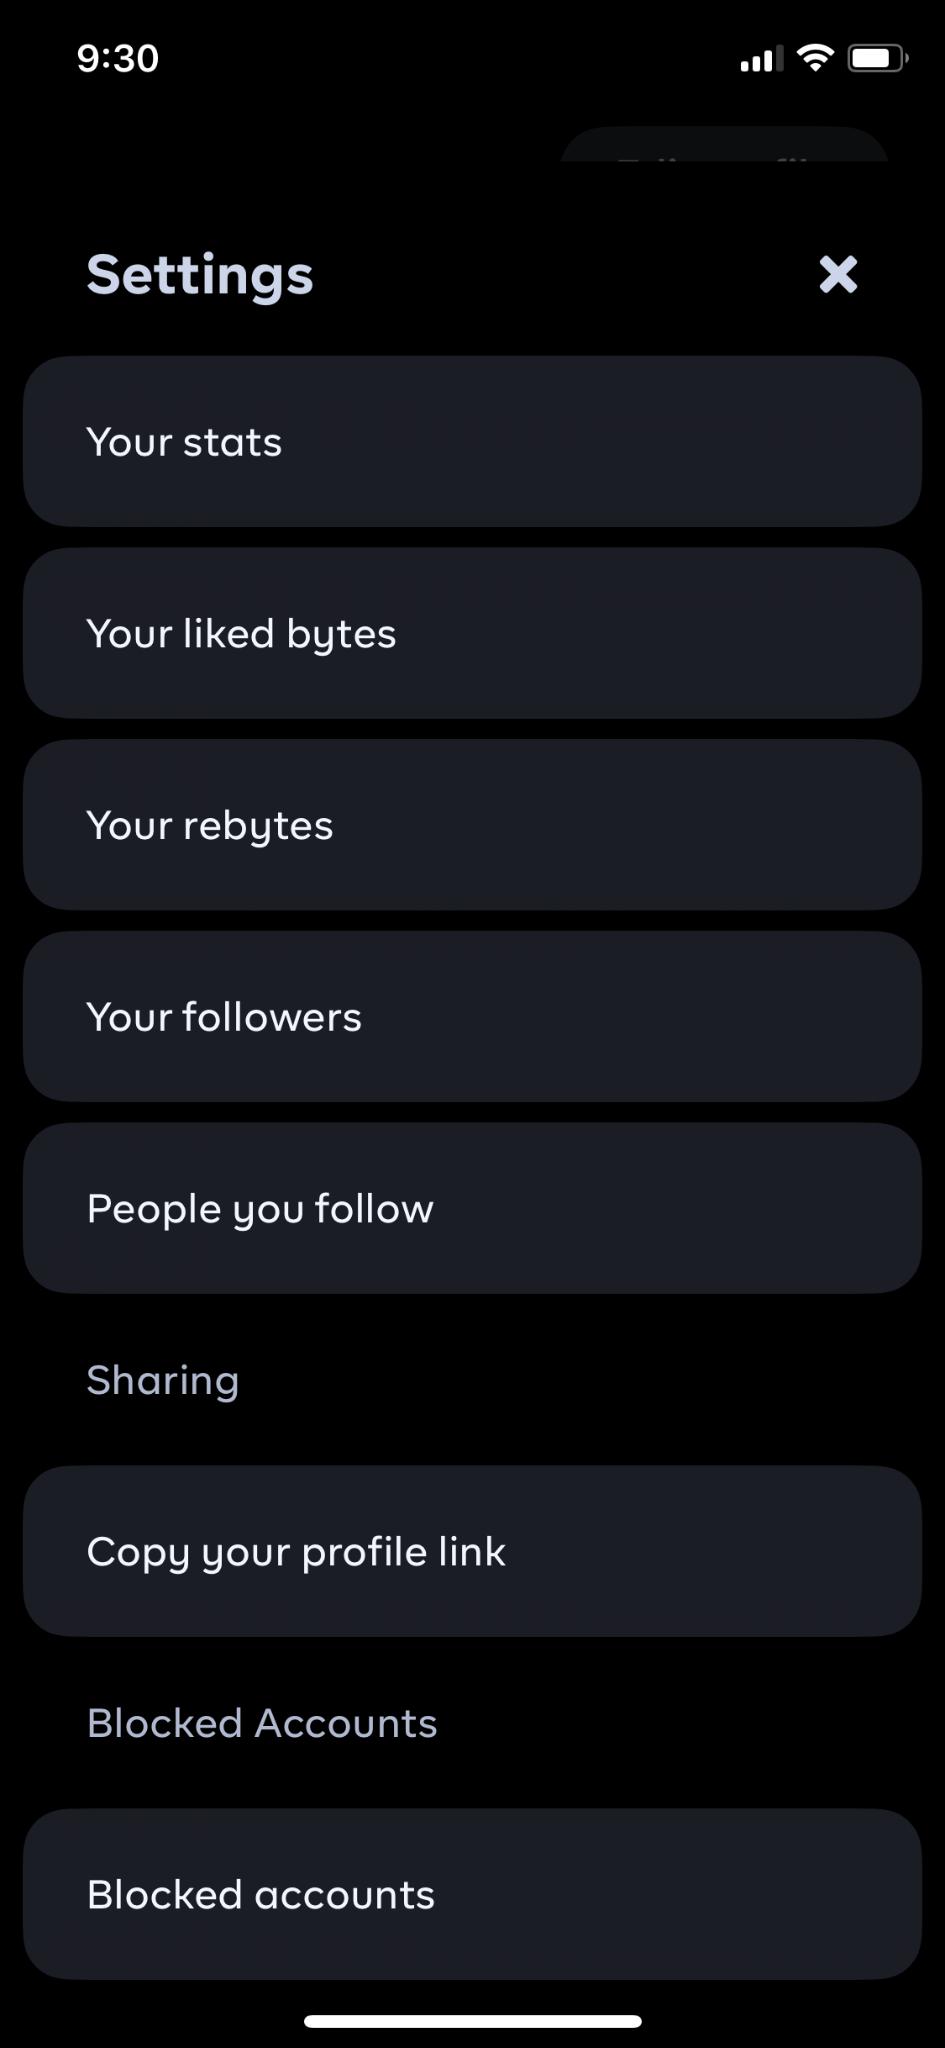 9:30
Settings
Your stats
Your liked bytes
Your rebytes
Your followers
People you follow
Sharing
Copy your profile link
Blocked Accounts
Blocked accounts